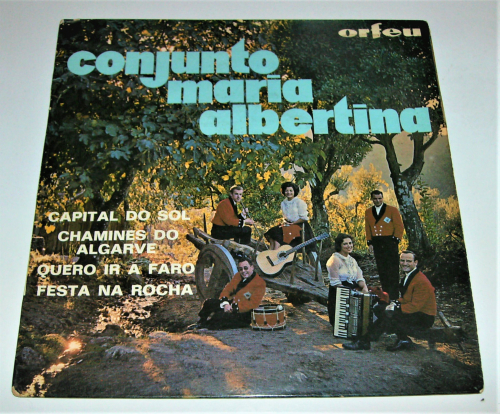 orfeu
conjunto
maria
albertina
CAPITAL DO SOL
CHAMINES DO
ALGARVE
QUERO IR A FARO
FESTA NA ROCHA